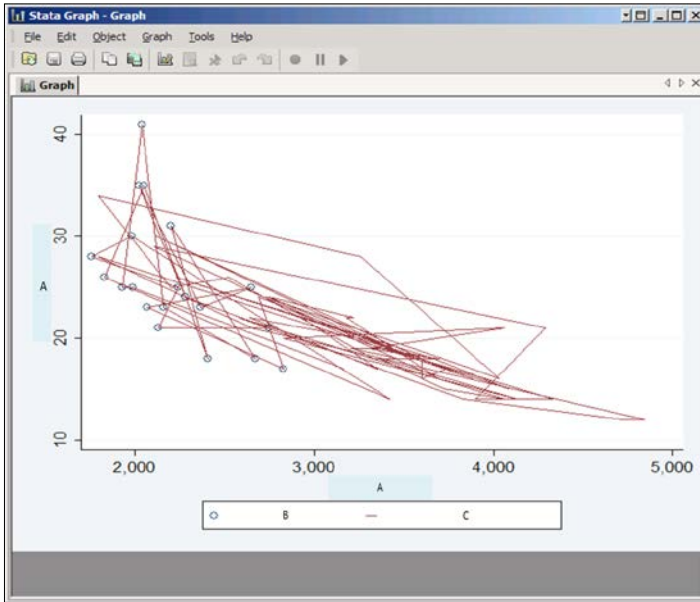 Stata Graph - Graph
File Edit Object Graph Tools Help
Graph
40
30
A
20
10
2,000 3,000 4,000 5,000
A
B C